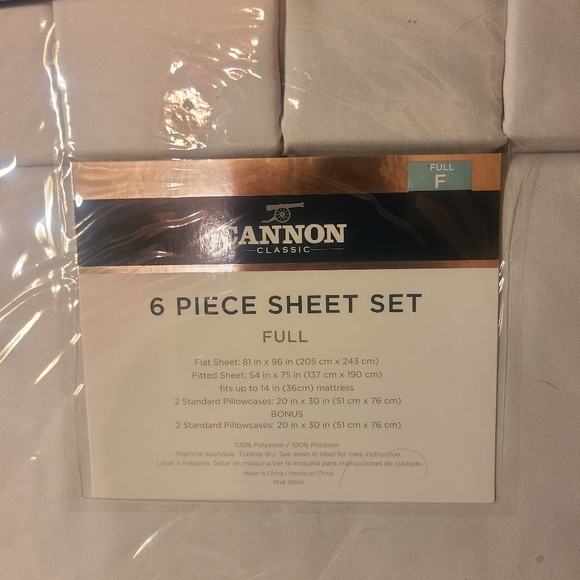 FULL
F
CANNON
CLASSIC
6 PIECE SHEET SET
FULL
Flat Sheet: 81 in x 96 in (205 cm x 243 cm)
Fitted Sheet: 54 in x 75 in (137 cm x 190 cm)
fits up to 14 in (36cm) mattress
2 Standard Pillowcases: 20 in x 30 in (51 cm x 76 cm)
BONUS
2 Standard Pillowcases: 20 in x 30 in (51 cm x 76 cm)
100% Polyester / 100% Poliéster
Machine washable. Tumble dry. See sewn in label for care instruction.
Lavar a máquina. Secar en máquina Ver la etiqueta para instrucciones de cuidado.
Made in China / Hecho en China
RN#